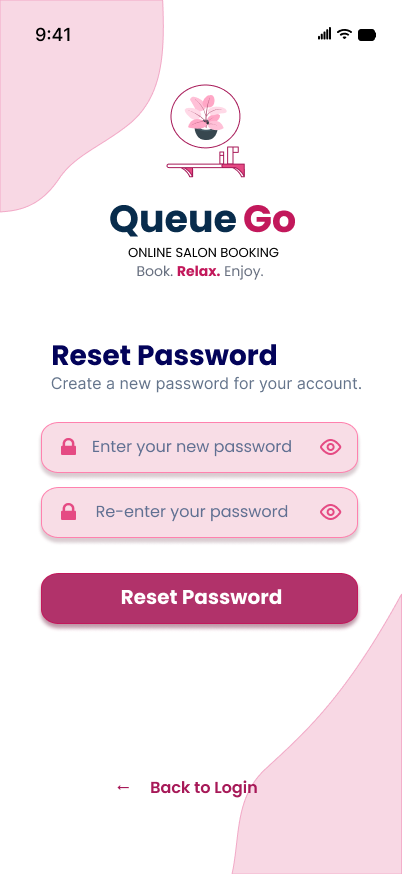 9:41
Queue Go
ONLINE SALON BOOKING
Book. Relax. Enjoy.
Reset Password
Create a new password for your account.
Enter your new password
Re-enter your password
Reset Password
← Back to Login